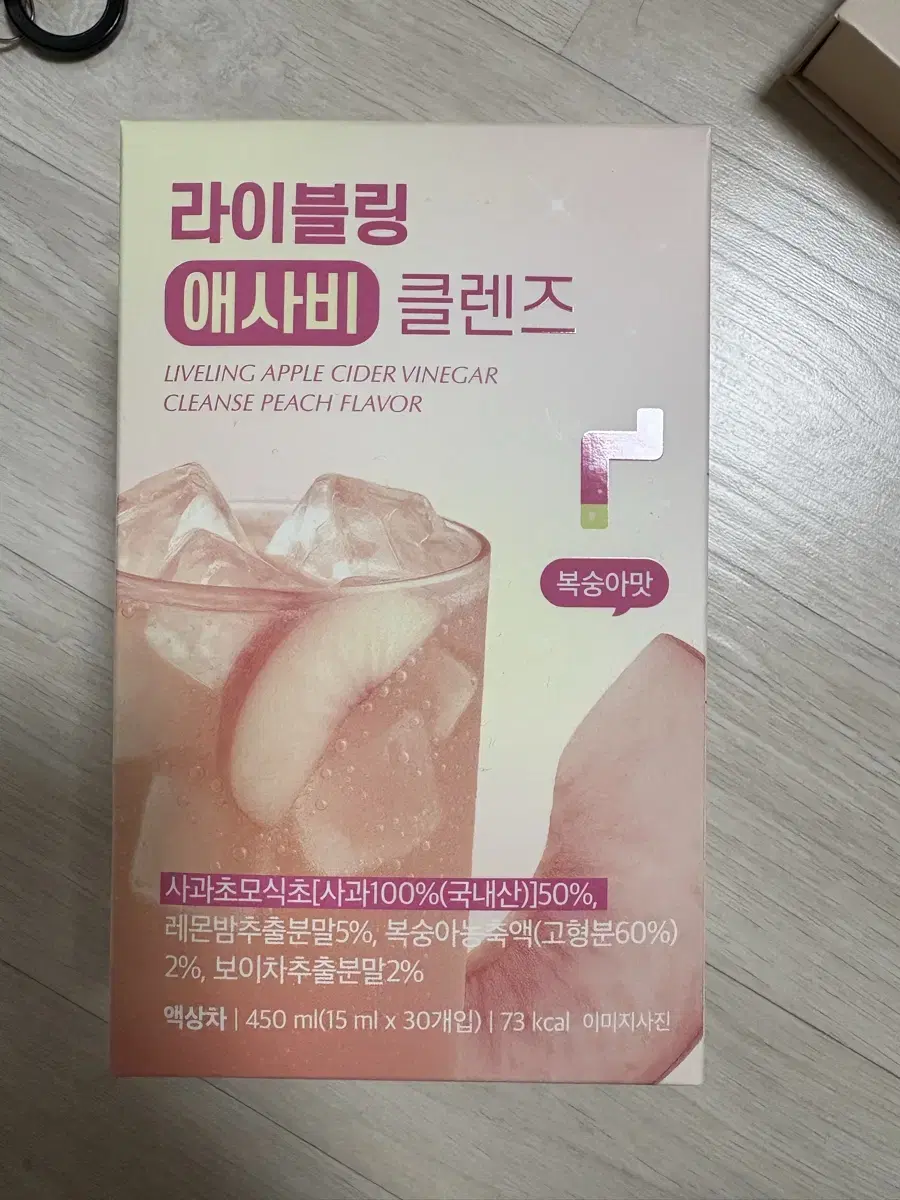 라이블링
애사비 클렌즈
LIVELING APPLE CIDER VINEGAR
CLEANSE PEACH FLAVOR
복숭아맛
사과초모식초[사과100%(국내산)]50%,
레몬밤추출분말5%, 복숭아농축액(고형분60%)
2%, 보이차추출분말2%
액상차 | 450 ml(15 ml x 30개입) | 73 kcal 이미지사진